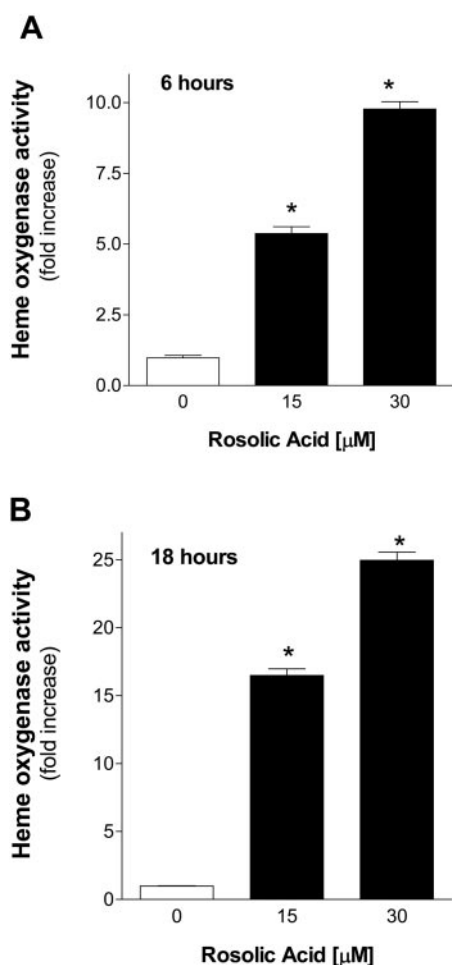 A
6 hours
Heme oxygenase activity
(fold increase)
10.0
7.5
5.0
2.5
0.0
*
*
0
15
30
Rosolic Acid [μM]
B
18 hours
Heme oxygenase activity
(fold increase)
25
20
15
10
5
0
*
*
0
15
30
Rosolic Acid [μM]